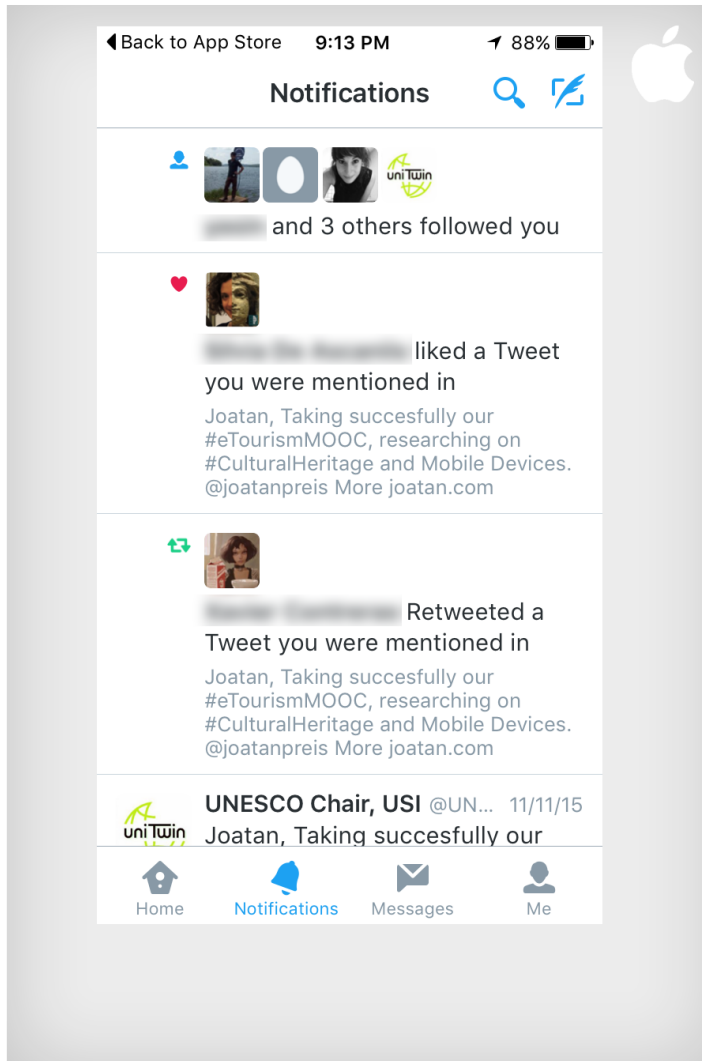 Back to App Store 9:13 PM 88%
Notifications
uniTwin
and 3 others followed you
liked a Tweet
you were mentioned in
Joatan, Taking succesfully our
#eTourismMOOC, researching on
#CulturalHeritage and Mobile Devices.
@joatanpreis More joatan.com
Retweeted a
Tweet you were mentioned in
Joatan, Taking succesfully our
#eTourismMOOC, researching on
#CulturalHeritage and Mobile Devices.
@joatanpreis More joatan.com
UNESCO Chair, USI @UN... 11/11/15
uniTwin
Joatan, Taking succesfully our
Home Notifications Messages Me